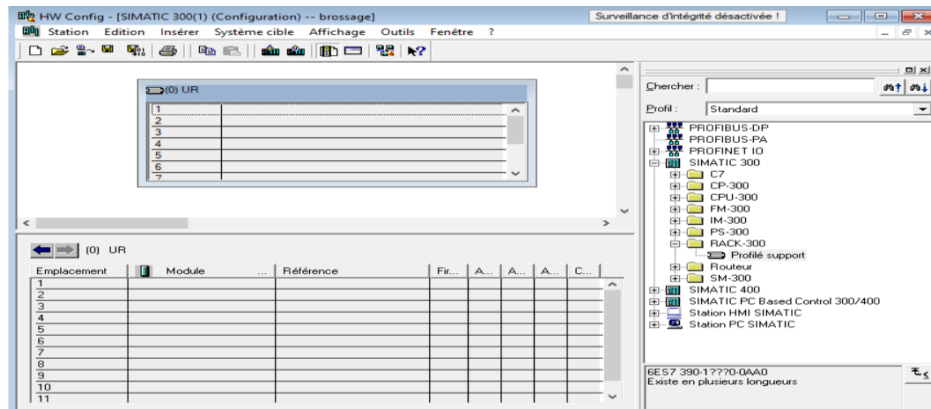 HW Config - [SIMATIC 300(1) (Configuration) -- brossage]
Surveillance d'Intégrité désactivée !
Station Edition Insérer Système cible Affichage Outils Fenêtre ?
(0) UR
1
2
3
4
5
6
7
Chercher :
Profil : Standard
PROFIBUS-DP
PROFIBUS-PA
PROFINET IO
SIMATIC 300
C7
CP-300
CPU-300
FM-300
IM-300
PS-300
RACK-300
Profilé support
Routeur
SM-300
SIMATIC 400
SIMATIC PC Based Control 300/400
Station HMI SIMATIC
Station PC SIMATIC
(0) UR
Emplacement Module ... Référence Fir... A... A... A... C...
1
2
3
4
5
6
7
8
9
10
11
6ES7 390-1???0-0AA0
Existe en plusieurs longueurs